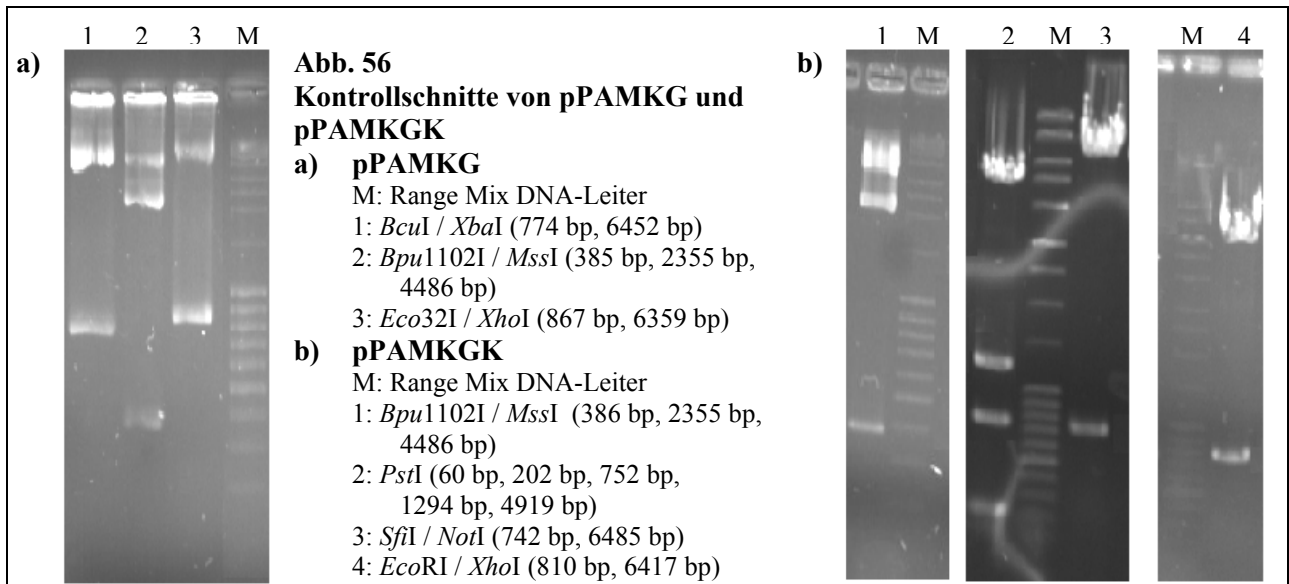 a)
1 2 3 M
Abb. 56
Kontrollschnitte von pPAMKG und
pPAMKGK
a) pPAMKG
M: Range Mix DNA-Leiter
1: BcuI / XbaI (774 bp, 6452 bp)
2: Bpu1102I / MssI (385 bp, 2355 bp,
4486 bp)
3: Eco32I / XhoI (867 bp, 6359 bp)
b) pPAMKGK
M: Range Mix DNA-Leiter
1: Bpu1102I / MssI (386 bp, 2355 bp,
4486 bp)
2: PstI (60 bp, 202 bp, 752 bp,
1294 bp, 4919 bp)
3: SfiI / NotI (742 bp, 6485 bp)
4: EcoRI / XhoI (810 bp, 6417 bp)
b)
1 M 2 M 3 M 4